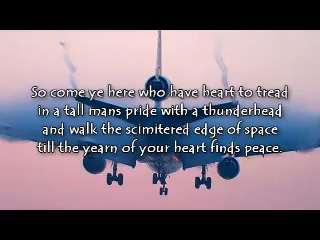 So come ye here who have heart to tread
in a tall mans pride with a thunderhead
and walk the scimitered edge of space
till the yearn of your heart finds peace.